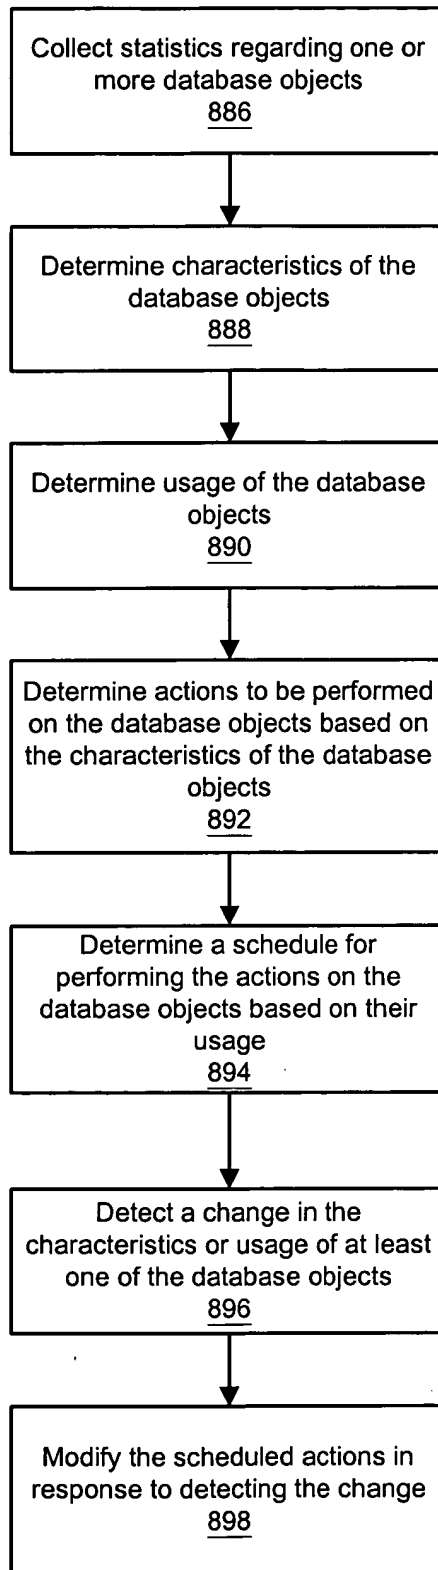 Collect statistics regarding one or
more database objects
886
Determine characteristics of the
database objects
888
Determine usage of the database
objects
890
Determine actions to be performed
on the database objects based on
the characteristics of the database
objects
892
Determine a schedule for
performing the actions on the
database objects based on their
usage
894
Detect a change in the
characteristics or usage of at least
one of the database objects
896
Modify the scheduled actions in
response to detecting the change
898